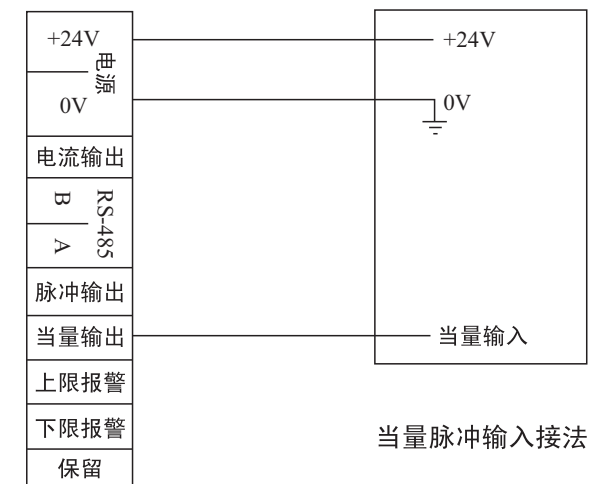 +24V
电源
0V
电流输出
B
RS-485
A
脉冲输出
当量输出
上限报警
下限报警
保留
+24V
0V
当量输入
当量脉冲输入接法